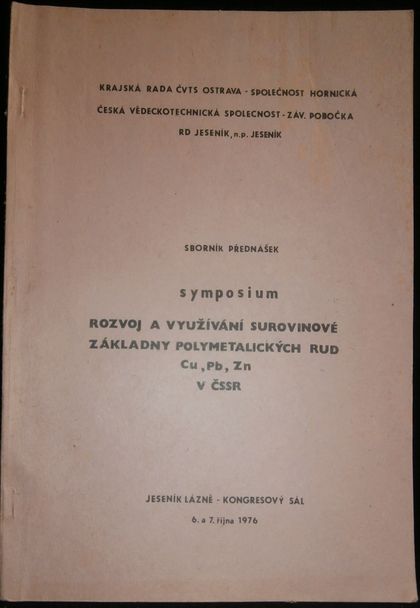 KRAJSKÁ RADA ČVTS OSTRAVA - SPOLEČNOST HORNICKÁ
ČESKÁ VĚDECKOTECHNICKÁ SPOLECNOST - ZÁV. POBOČKA
RD JESENÍK, n.p. JESENÍK
SBORNÍK PŘEDNÁŠEK
symposium
ROZVOJ A VYUŽÍVÁNÍ SUROVINOVÉ
ZÁKLADNY POLYMETALICKÝCH RUD
Cu, Pb, Zn
V ČSSR
JESENÍK LÁZNĚ - KONGRESOVÝ SÁL
6. a 7. října 1976